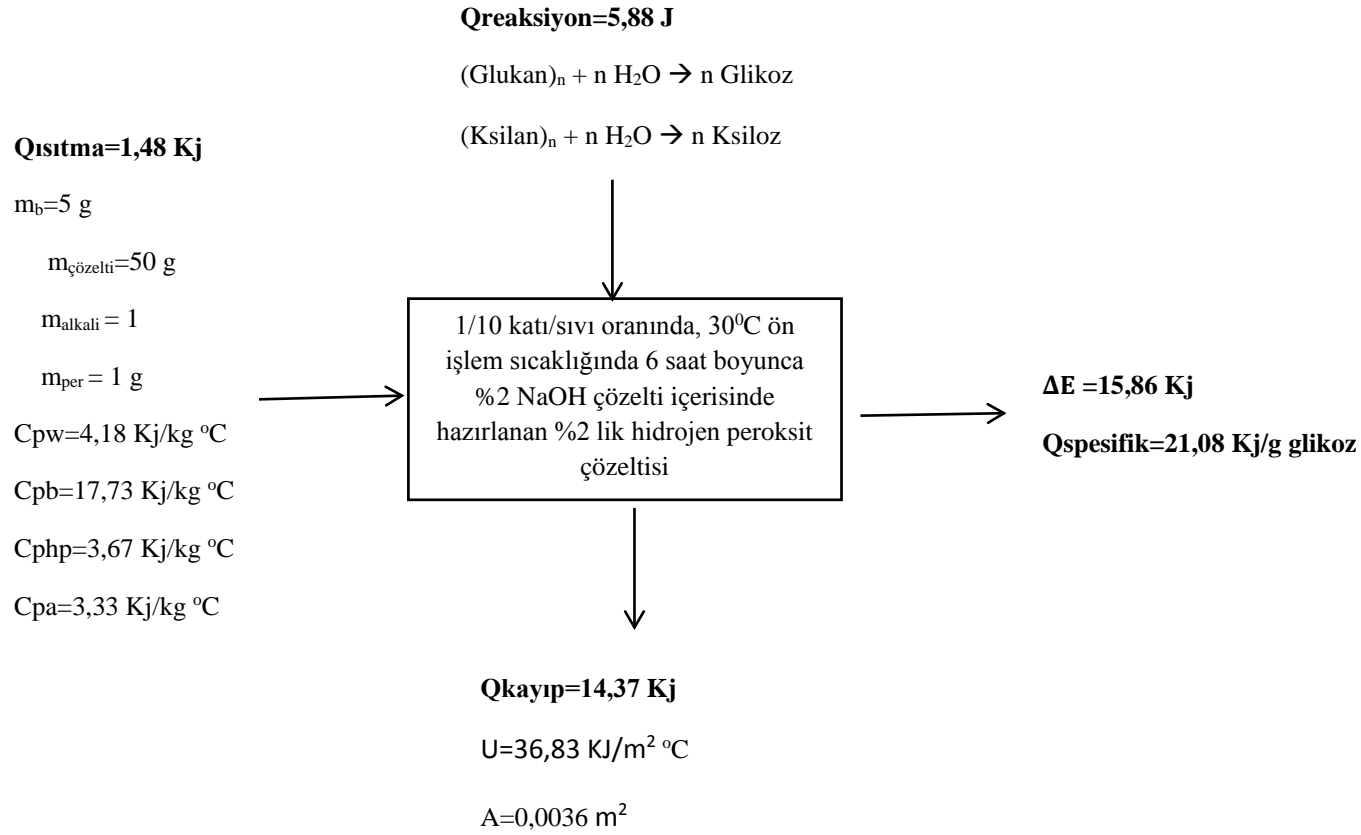 Qreaksiyon=5,88 J
(Glukan)n + n H2O → n Glikoz
(Ksilan)n + n H2O → n Ksiloz
Qısıtma=1,48 Kj
mb=5 g
mçözelti=50 g
malkali = 1
mper = 1 g
Cpw=4,18 Kj/kg ºC
Cpb=17,73 Kj/kg ºC
Cphp=3,67 Kj/kg ºC
Cpa=3,33 Kj/kg ºC
1/10 katı/sıvı oranında, 30⁰C ön
işlem sıcaklığında 6 saat boyunca
%2 NaOH çözelti içerisinde
hazırlanan %2 lik hidrojen peroksit
çözeltisi
ΔE =15,86 Kj
Qspesifik=21,08 Kj/g glikoz
Qkayıp=14,37 Kj
U=36,83 KJ/m² ºC
A=0,0036 m²